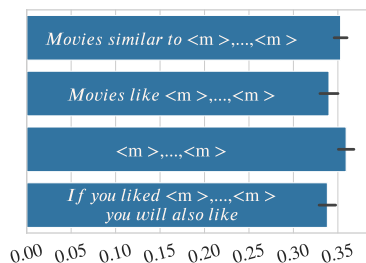 Movies similar to <m >,...,<m >
Movies like <m >,...,<m >
<m >,...,<m >
If you liked <m >,...,<m >
you will also like
0.00 0.05 0.10 0.15 0.20 0.25 0.30 0.35